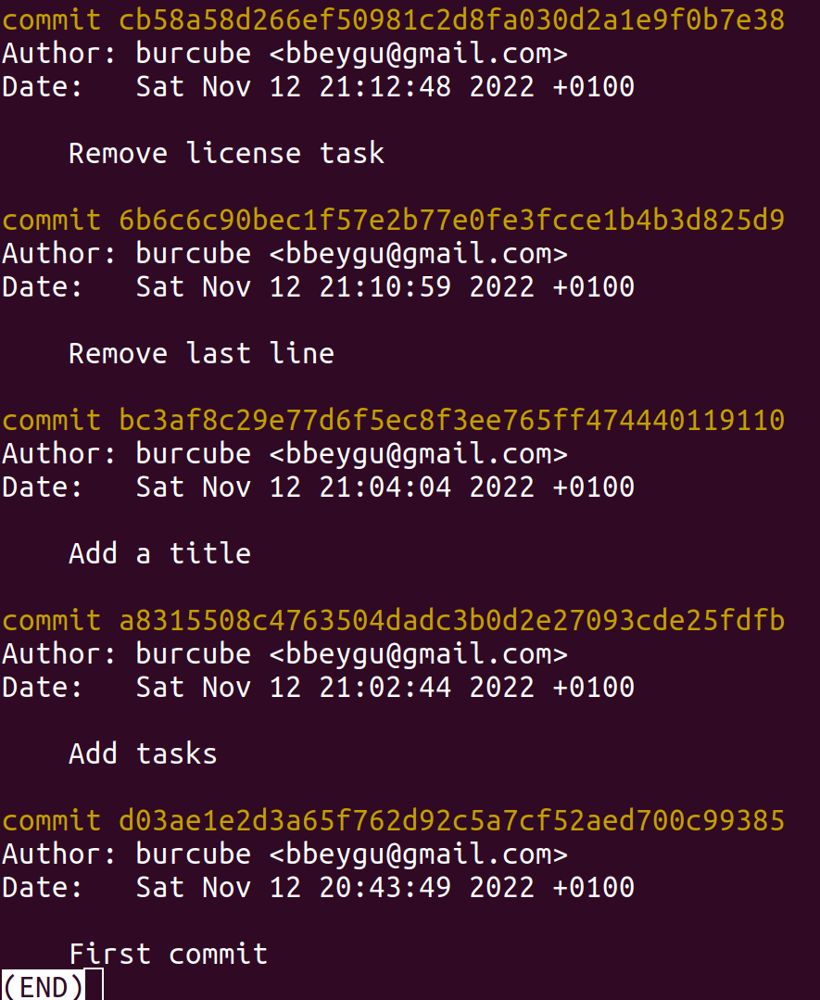 commit cb58a58d266ef50981c2d8fa030d2a1e9f0b7e38
Author: burcube <bbeygu@gmail.com>
Date:   Sat Nov 12 21:12:48 2022 +0100
    Remove license task
commit 6b6c6c90bec1f57e2b77e0fe3fcce1b4b3d825d9
Author: burcube <bbeygu@gmail.com>
Date:   Sat Nov 12 21:10:59 2022 +0100
    Remove last line
commit bc3af8c29e77d6f5ec8f3ee765ff474440119110
Author: burcube <bbeygu@gmail.com>
Date:   Sat Nov 12 21:04:04 2022 +0100
    Add a title
commit a8315508c4763504dadc3b0d2e27093cde25fdfb
Author: burcube <bbeygu@gmail.com>
Date:   Sat Nov 12 21:02:44 2022 +0100
    Add tasks
commit d03ae1e2d3a65f762d92c5a7cf52aed700c99385
Author: burcube <bbeygu@gmail.com>
Date:   Sat Nov 12 20:43:49 2022 +0100
    First commit
(END)